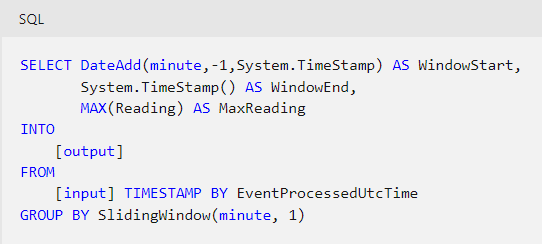 SQL
SELECT DateAdd(minute,-1,System.TimeStamp) AS WindowStart,
System.TimeStamp() AS WindowEnd,
MAX(Reading) AS MaxReading
INTO
[output]
FROM
[input] TIMESTAMP BY EventProcessedUtcTime
GROUP BY SlidingWindow(minute, 1)